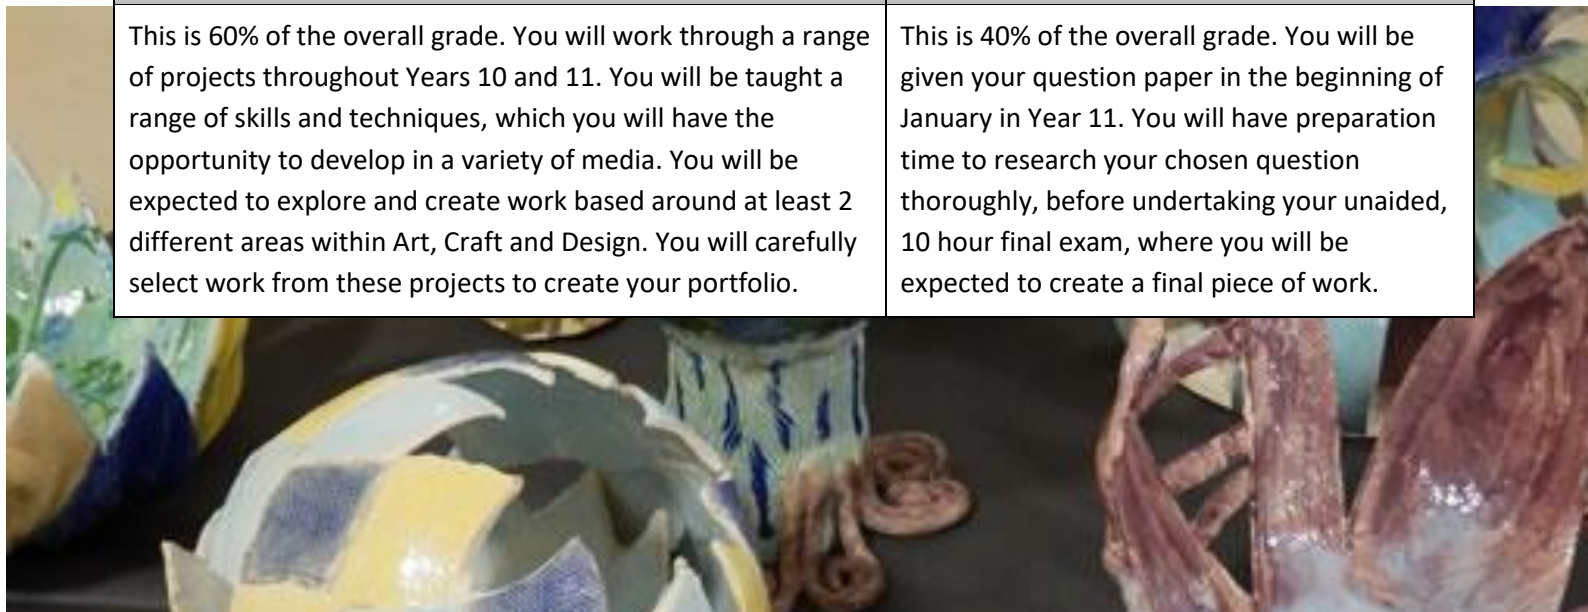 This is 60% of the overall grade. You will work through a range
of projects throughout Years 10 and 11. You will be taught a
range of skills and techniques, which you will have the
opportunity to develop in a variety of media. You will be
expected to explore and create work based around at least 2
different areas within Art, Craft and Design. You will carefully
select work from these projects to create your portfolio.
This is 40% of the overall grade. You will be
given your question paper in the beginning of
January in Year 11. You will have preparation
time to research your chosen question
thoroughly, before undertaking your unaided,
10 hour final exam, where you will be
expected to create a final piece of work.